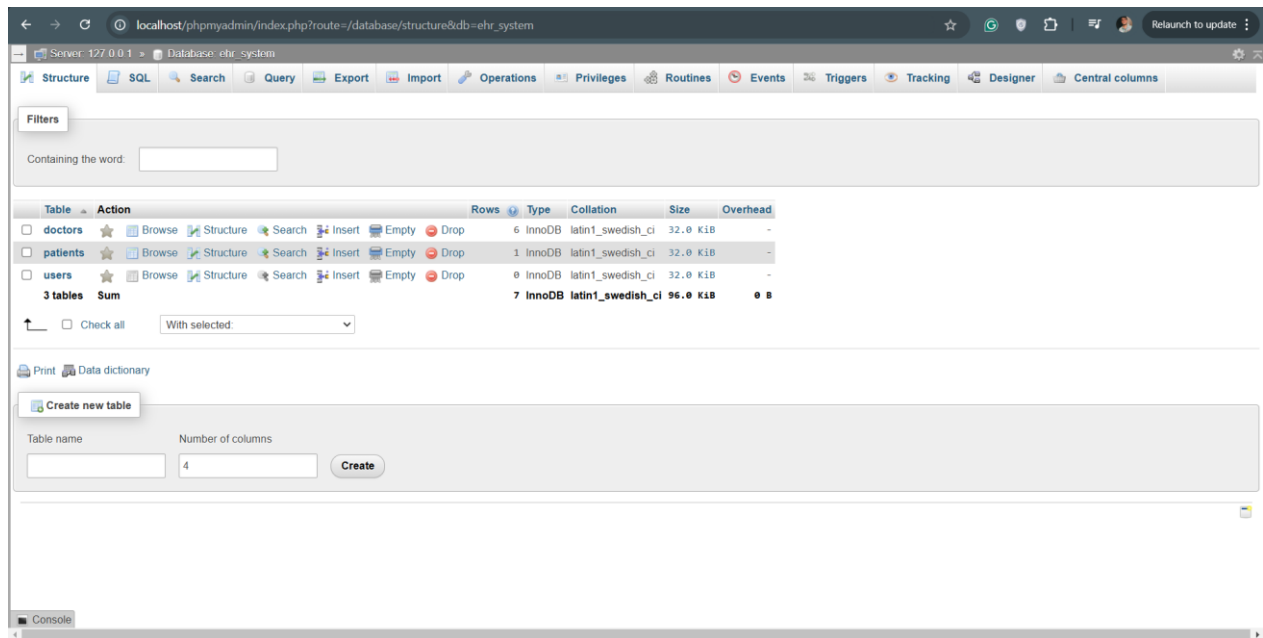 localhost/phpmyadmin/index.php?route=/database/structure&db=ehr_system Relaunch to update
Server: 127.0.0.1 » Database: ehr_system
Structure SQL Search Query Export Import Operations Privileges Routines Events Triggers Tracking Designer Central columns
Filters
Containing the word:
Table Action Rows Type Collation Size Overhead
doctors Browse Structure Search Insert Empty Drop 6 InnoDB latin1_swedish_ci 32.0 KiB -
patients Browse Structure Search Insert Empty Drop 1 InnoDB latin1_swedish_ci 32.0 KiB -
users Browse Structure Search Insert Empty Drop 0 InnoDB latin1_swedish_ci 32.0 KiB -
3 tables Sum 7 InnoDB latin1_swedish_ci 96.0 KiB 0 B
Check all With selected:
Print Data dictionary
Create new table
Table name Number of columns
4 Create
Console